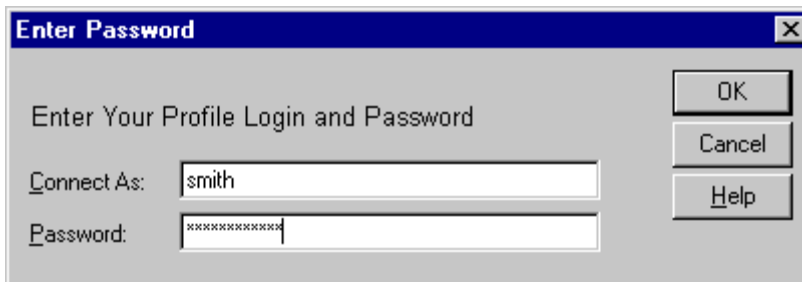 Enter Password
Enter Your Profile Login and Password
OK
Cancel
Help
Connect As: smith
Password: ************